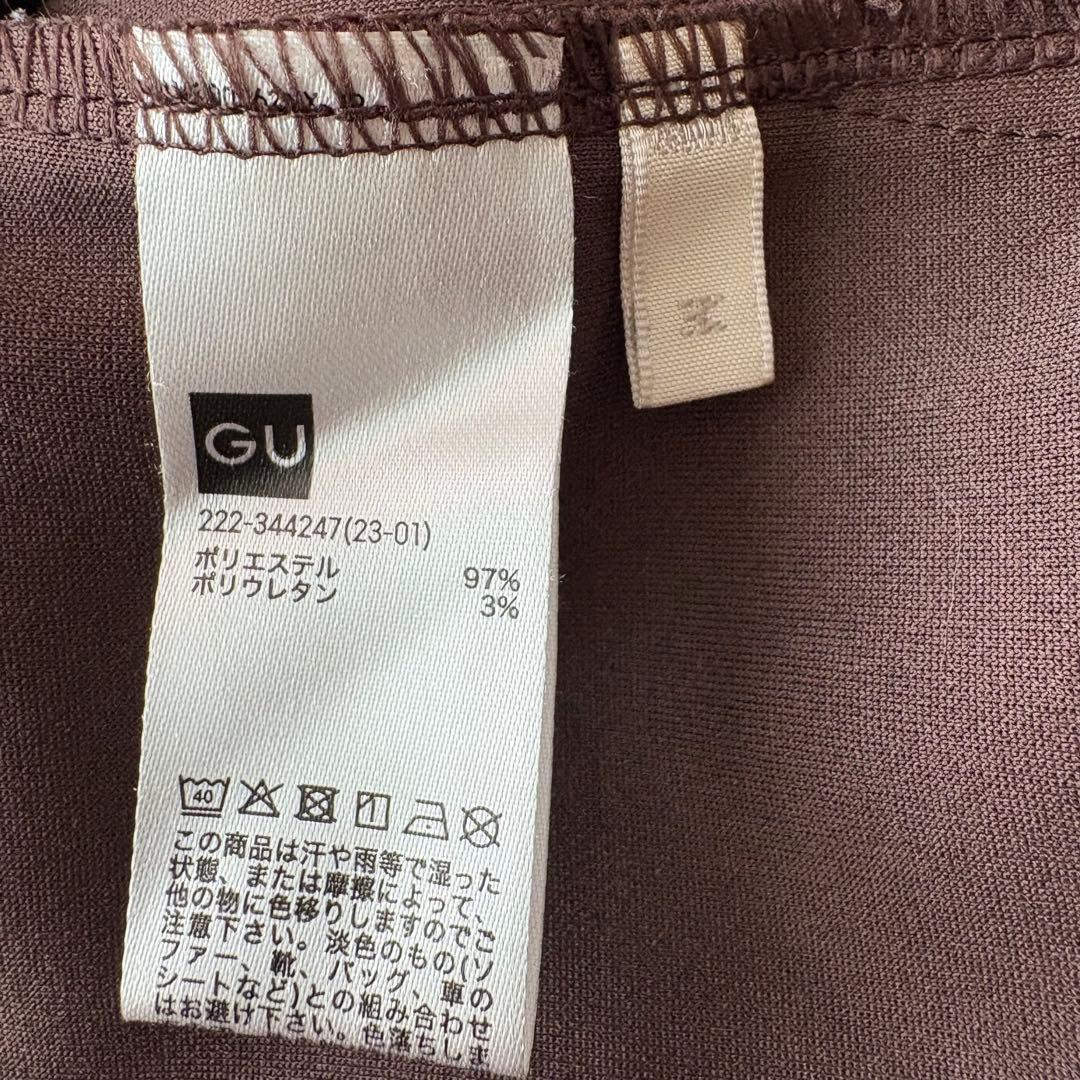 GU
222-344247(23-01)
ポリエステル 97%
ポリウレタン 3%
40
この商品は汗や雨等で湿った
状態、または摩擦によって、
他の物に色移りしますのでご
注意下さい。淡色のもの(ソ
ファー、靴、バッグ、車の
シートなど)との組み合わせ
はお避け下さい。色落ちしま
M